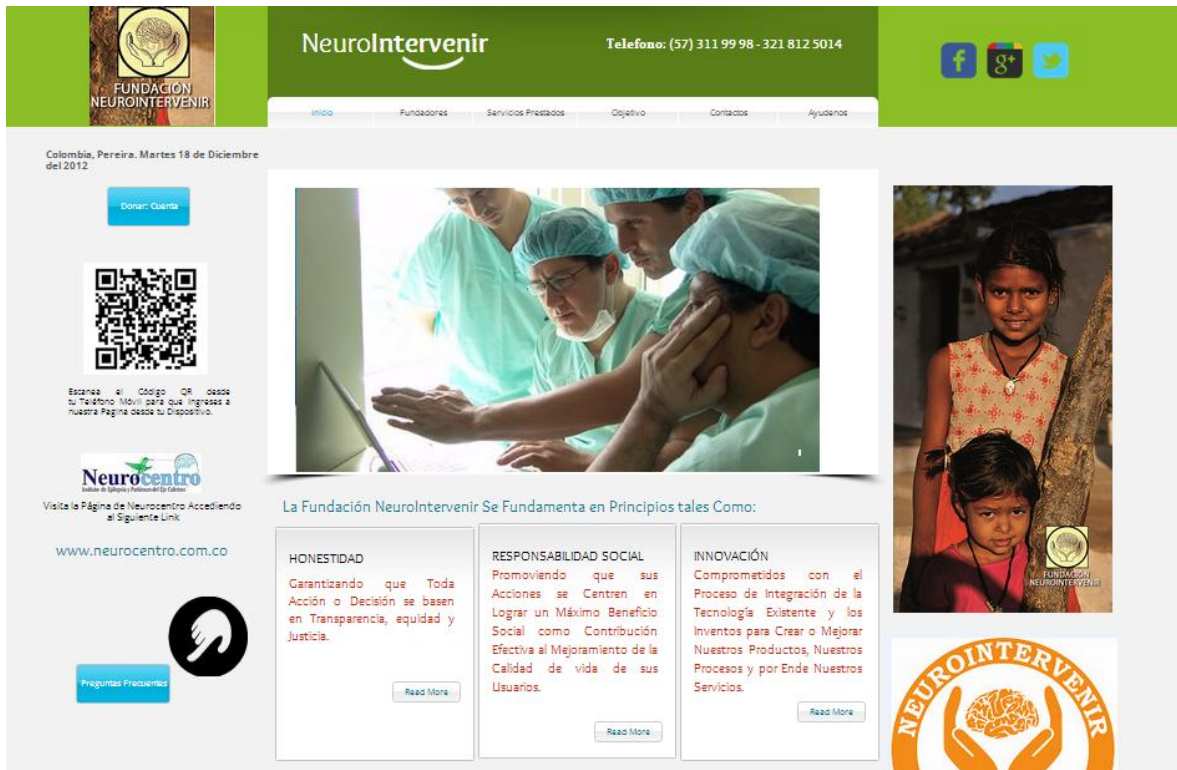 FUNDACIÓN
NEUROINTERVENIR
NeuroIntervenir
Telefono: (57) 311 99 98 - 321 812 5014
Inicio
Fundadores
Servicios Prestados
Objetivo
Contactos
Ayudenos
Colombia, Pereira. Martes 18 de Diciembre
del 2012
Donar: Cuenta
Escanea el Código QR desde
tu Teléfono Móvil para que Ingreses a
nuestra Pagina desde tu Dispositivo.
Neurocentro
Instituto de Epilepsia y Parkinson del Eje Cafetero
Visita la Página de Neurocentro Accediendo
al Siguiente Link
www.neurocentro.com.co
Preguntas Frecuentes
La Fundación NeuroIntervenir Se Fundamenta en Principios tales Como:
HONESTIDAD
Garantizando que Toda
Acción o Decisión se basen
en Transparencia, equidad y
Justicia.
Read More
RESPONSABILIDAD SOCIAL
Promoviendo que sus
Acciones se Centren en
Lograr un Máximo Beneficio
Social como Contribución
Efectiva al Mejoramiento de la
Calidad de vida de sus
Usuarios.
Read More
INNOVACIÓN
Comprometidos con el
Proceso de Integración de la
Tecnología Existente y los
Inventos para Crear o Mejorar
Nuestros Productos, Nuestros
Procesos y por Ende Nuestros
Servicios.
Read More
FUNDACIÓN
NEUROINTERVENIR
NEUROINTERVENIR